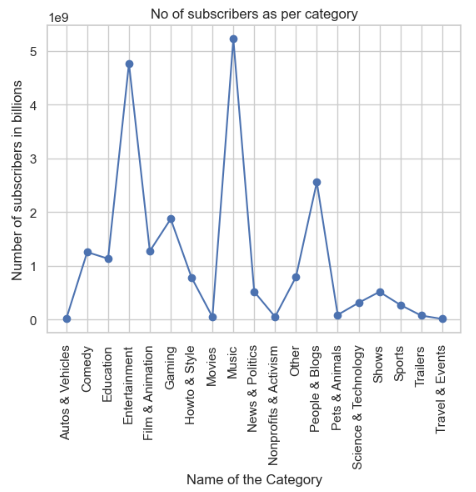 No of subscribers as per category
1e9
Number of subscribers in billions
5
4
3
2
1
0
Autos & Vehicles
Comedy
Education
Entertainment
Film & Animation
Gaming
Howto & Style
Movies
Music
News & Politics
Nonprofits & Activism
Other
People & Blogs
Pets & Animals
Science & Technology
Shows
Sports
Trailers
Travel & Events
Name of the Category